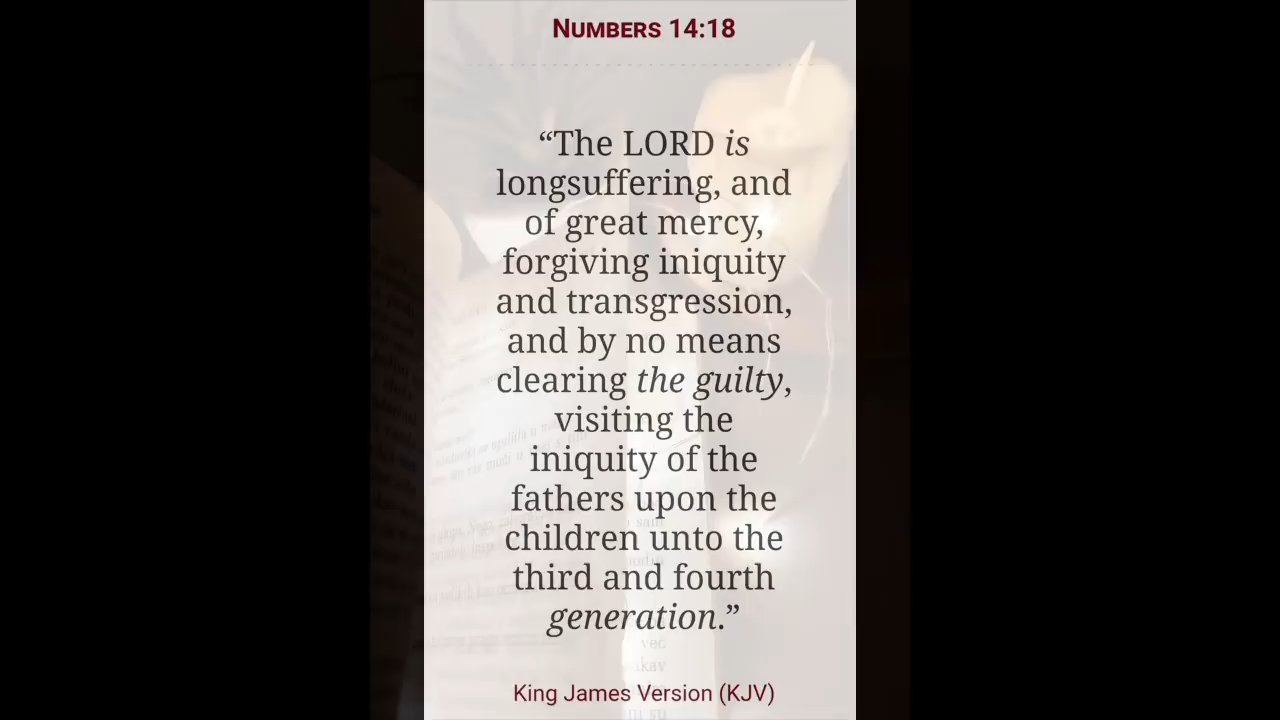 NUMBERS 14:18
“The LORD is
longsuffering, and
of great mercy,
forgiving iniquity
and transgression,
and by no means
clearing the guilty,
visiting the
iniquity of the
fathers upon the
children unto the
third and fourth
generation.”
vec
King James Version (KJV)